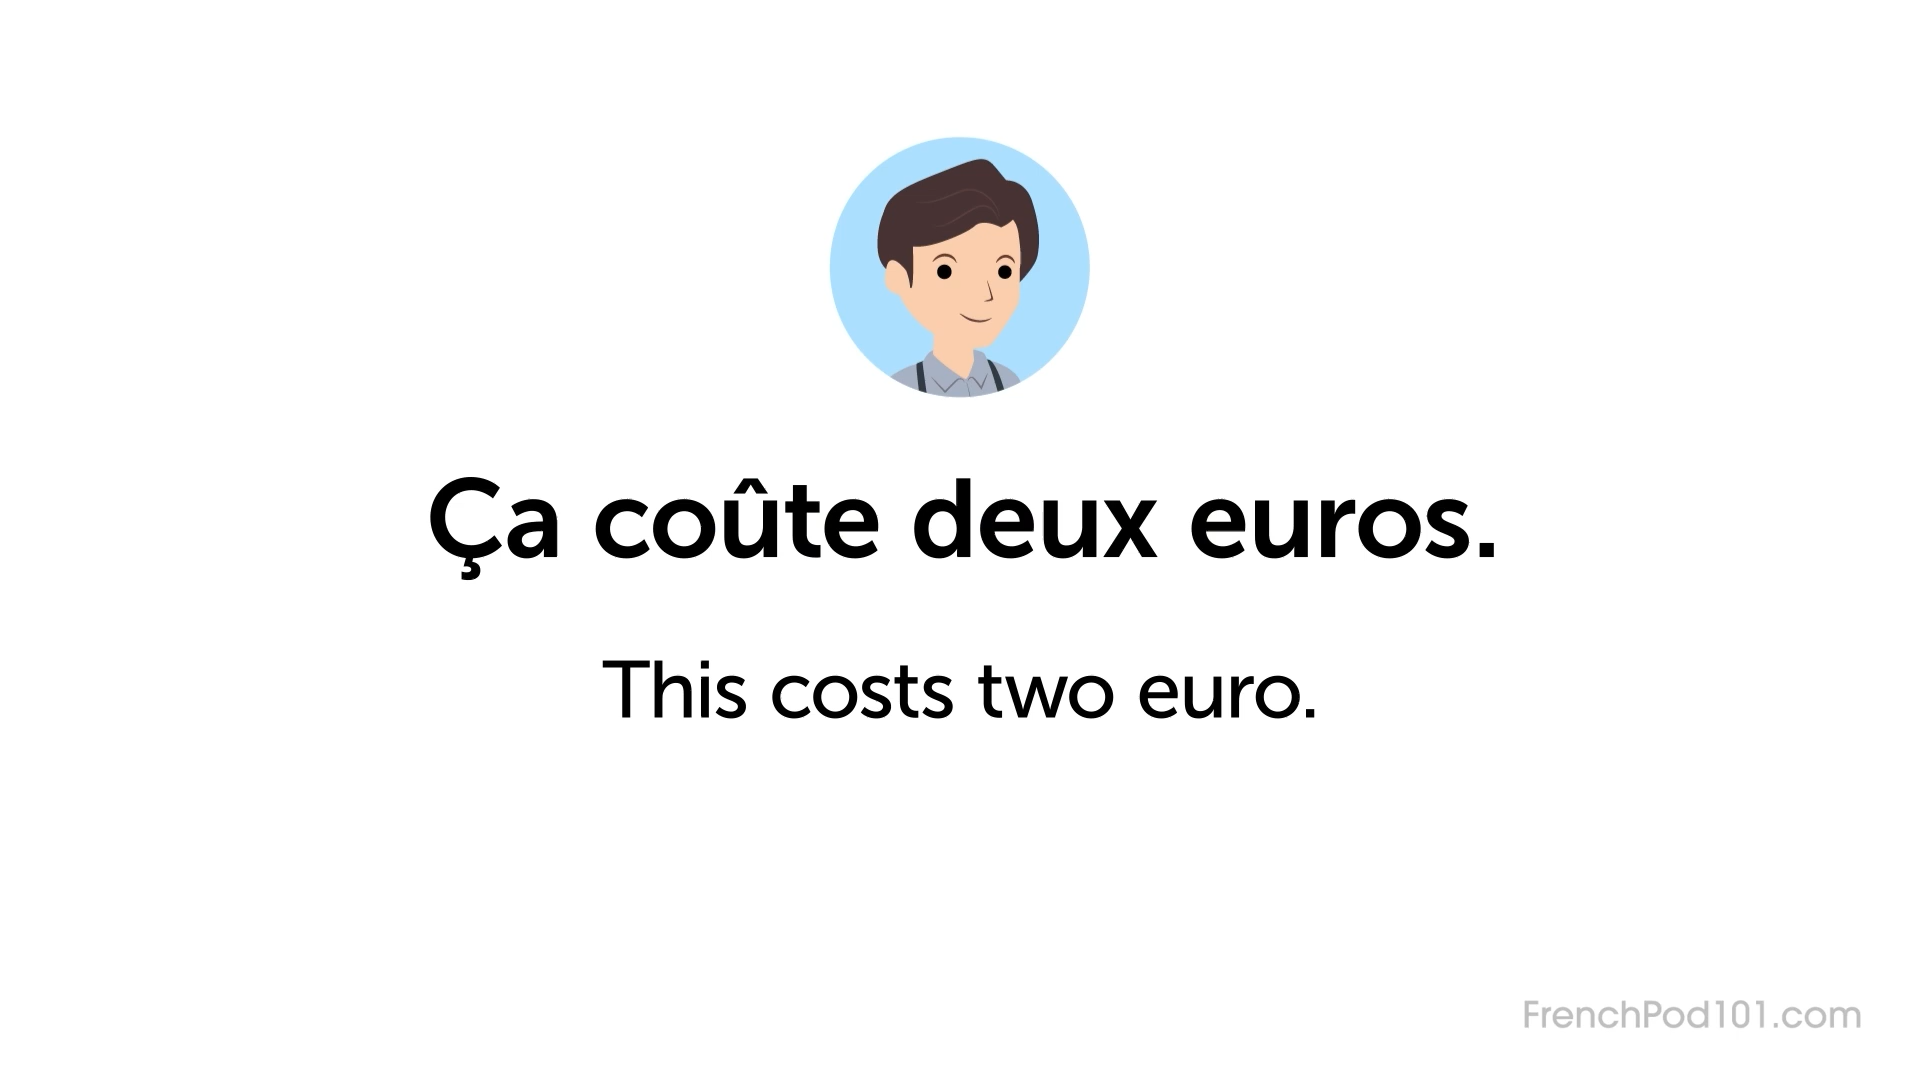 Ça coûte deux euros.
This costs two euro.
FrenchPod101.com